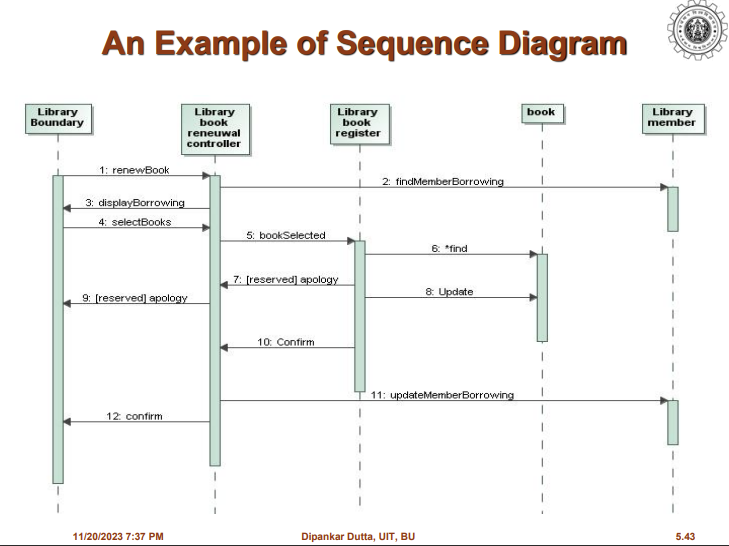 An Example of Sequence Diagram
Library
Boundary
Library
book
reneuwal
controller
Library
book
register
book
Library
member
1: renewBook
2: findMemberBorrowing
3: displayBorrowing
4: selectBooks
5: bookSelected
6: *find
7: [reserved] apology
8: Update
9: [reserved] apology
10: Confirm
11: updateMemberBorrowing
12: confirm
11/20/2023 7:37 PM
Dipankar Dutta, UIT, BU
5.43